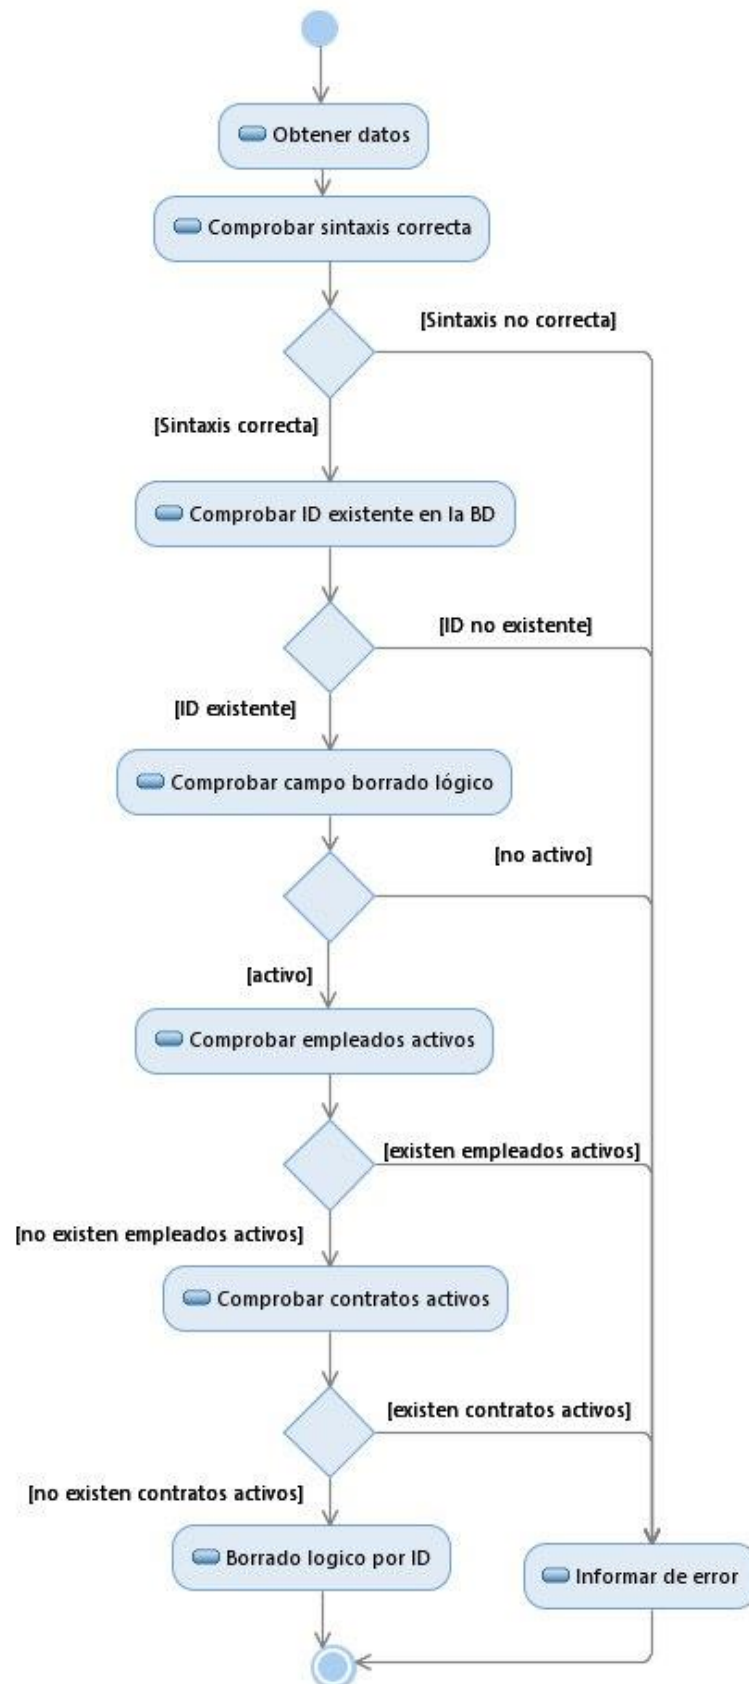 Obtener datos
Comprobar sintaxis correcta
[Sintaxis no correcta]
[Sintaxis correcta]
Comprobar ID existente en la BD
[ID no existente]
[ID existente]
Comprobar campo borrado lógico
[no activo]
[activo]
Comprobar empleados activos
[existen empleados activos]
[no existen empleados activos]
Comprobar contratos activos
[existen contratos activos]
[no existen contratos activos]
Borrado logico por ID
Informar de error